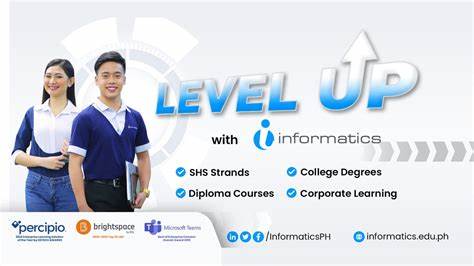 LEVEL UP
with informatics
SHS Strands
College Degrees
Diploma Courses
Corporate Learning
percipio.
brightspace
Microsoft Teams
/InformaticsPH
informatics.edu.ph